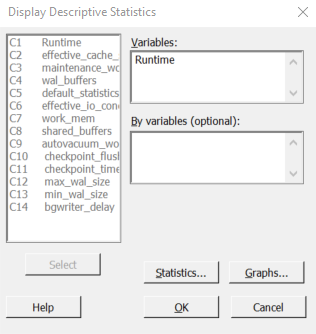 Display Descriptive Statistics
C1 Runtime
C2 effective_cache_
C3 maintenance_wo
C4 wal_buffers
C5 default_statistics
C6 effective_io_con
C7 work_mem
C8 shared_buffers
C9 autovacuum_wo
C10 checkpoint_flush
C11 checkpoint_time
C12 max_wal_size
C13 min_wal_size
C14 bgwriter_delay
Select
Help
Variables:
Runtime
By variables (optional):
Statistics...
Graphs...
OK
Cancel